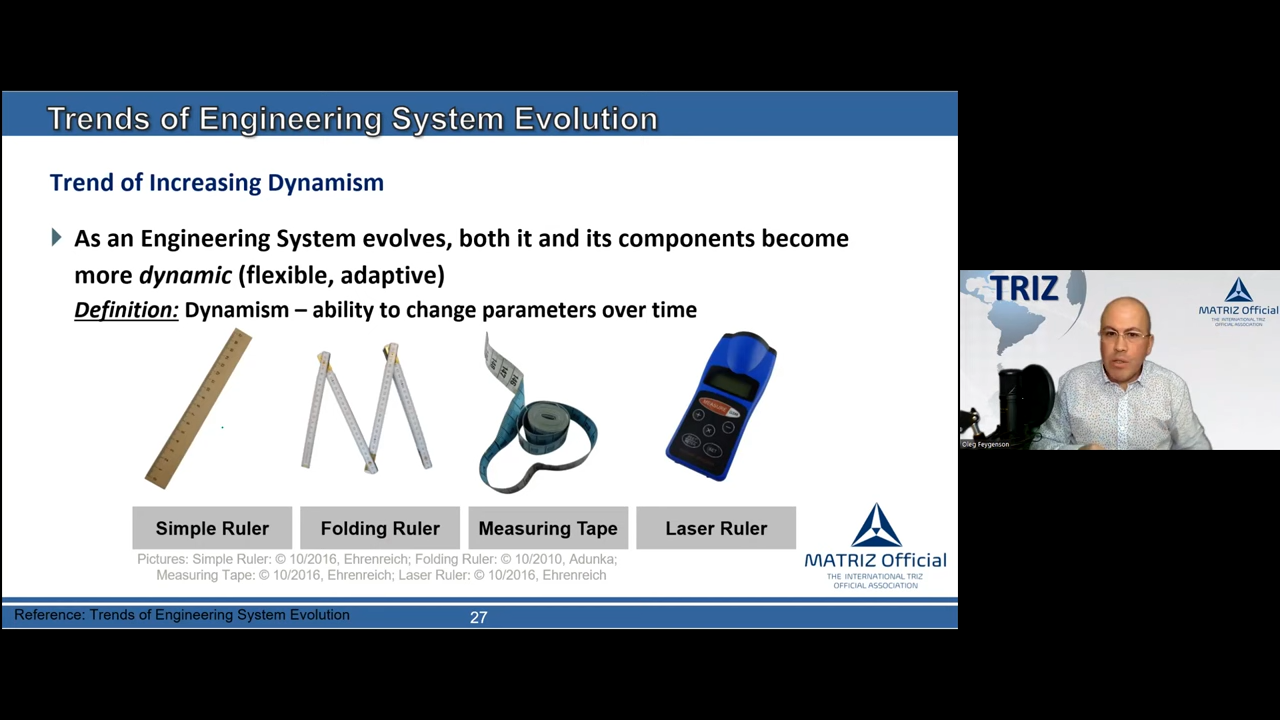 Trends of Engineering System Evolution
Trend of Increasing Dynamism
As an Engineering System evolves, both it and its components become
more dynamic (flexible, adaptive)
Definition: Dynamism – ability to change parameters over time
MEASURE
Simple Ruler
Folding Ruler
Measuring Tape
Laser Ruler
Pictures: Simple Ruler: © 10/2016, Ehrenreich; Folding Ruler: © 10/2010, Adunka;
Measuring Tape: © 10/2016, Ehrenreich; Laser Ruler: © 10/2016, Ehrenreich
MATRIZ Official
THE INTERNATIONAL TRIZ
OFFICIAL ASSOCIATION
Reference: Trends of Engineering System Evolution
27
TRIZ
MATRIZ Official
THE INTERNATIONAL TRIZ
OFFICIAL ASSOCIATION
Oleg Feygenson